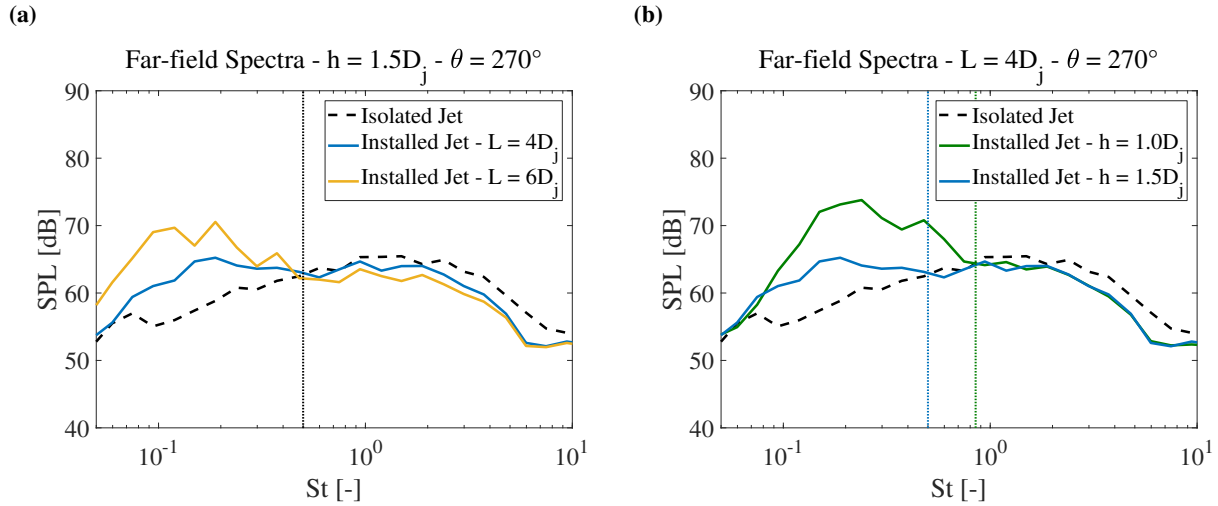 (a)
Far-field Spectra - h = 1.5D_j - θ = 270°
90
80
70
60
50
40
SPL [dB]
Isolated Jet
Installed Jet - L = 4D_j
Installed Jet - L = 6D_j
10^-1
10^0
10^1
St [-]
(b)
Far-field Spectra - L = 4D_j - θ = 270°
90
80
70
60
50
40
SPL [dB]
Isolated Jet
Installed Jet - h = 1.0D_j
Installed Jet - h = 1.5D_j
10^-1
10^0
10^1
St [-]